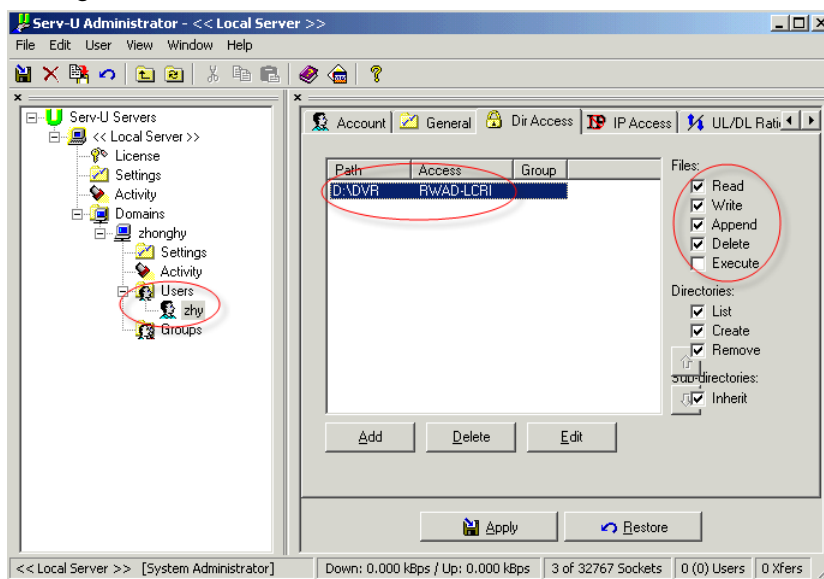 Serv-U Administrator - << Local Server >>
File Edit User View Window Help
Serv-U Servers
<< Local Server >>
License
Settings
Activity
Domains
zhonghy
Settings
Activity
Users
zhy
Groups
Account General Dir Access IP Access UL/DL Rati
Path Access Group
D:\DVR RWAD-LCRI
Files:
Read
Write
Append
Delete
Execute
Directories:
List
Create
Remove
Sub-directories:
Inherit
Add Delete Edit
Apply Restore
<< Local Server >> [System Administrator] Down: 0.000 kBps / Up: 0.000 kBps 3 of 32767 Sockets 0 (0) Users 0 Xfers